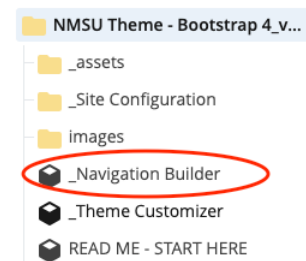 NMSU Theme - Bootstrap 4_v...
_assets
_Site Configuration
images
_Navigation Builder
_Theme Customizer
READ ME - START HERE